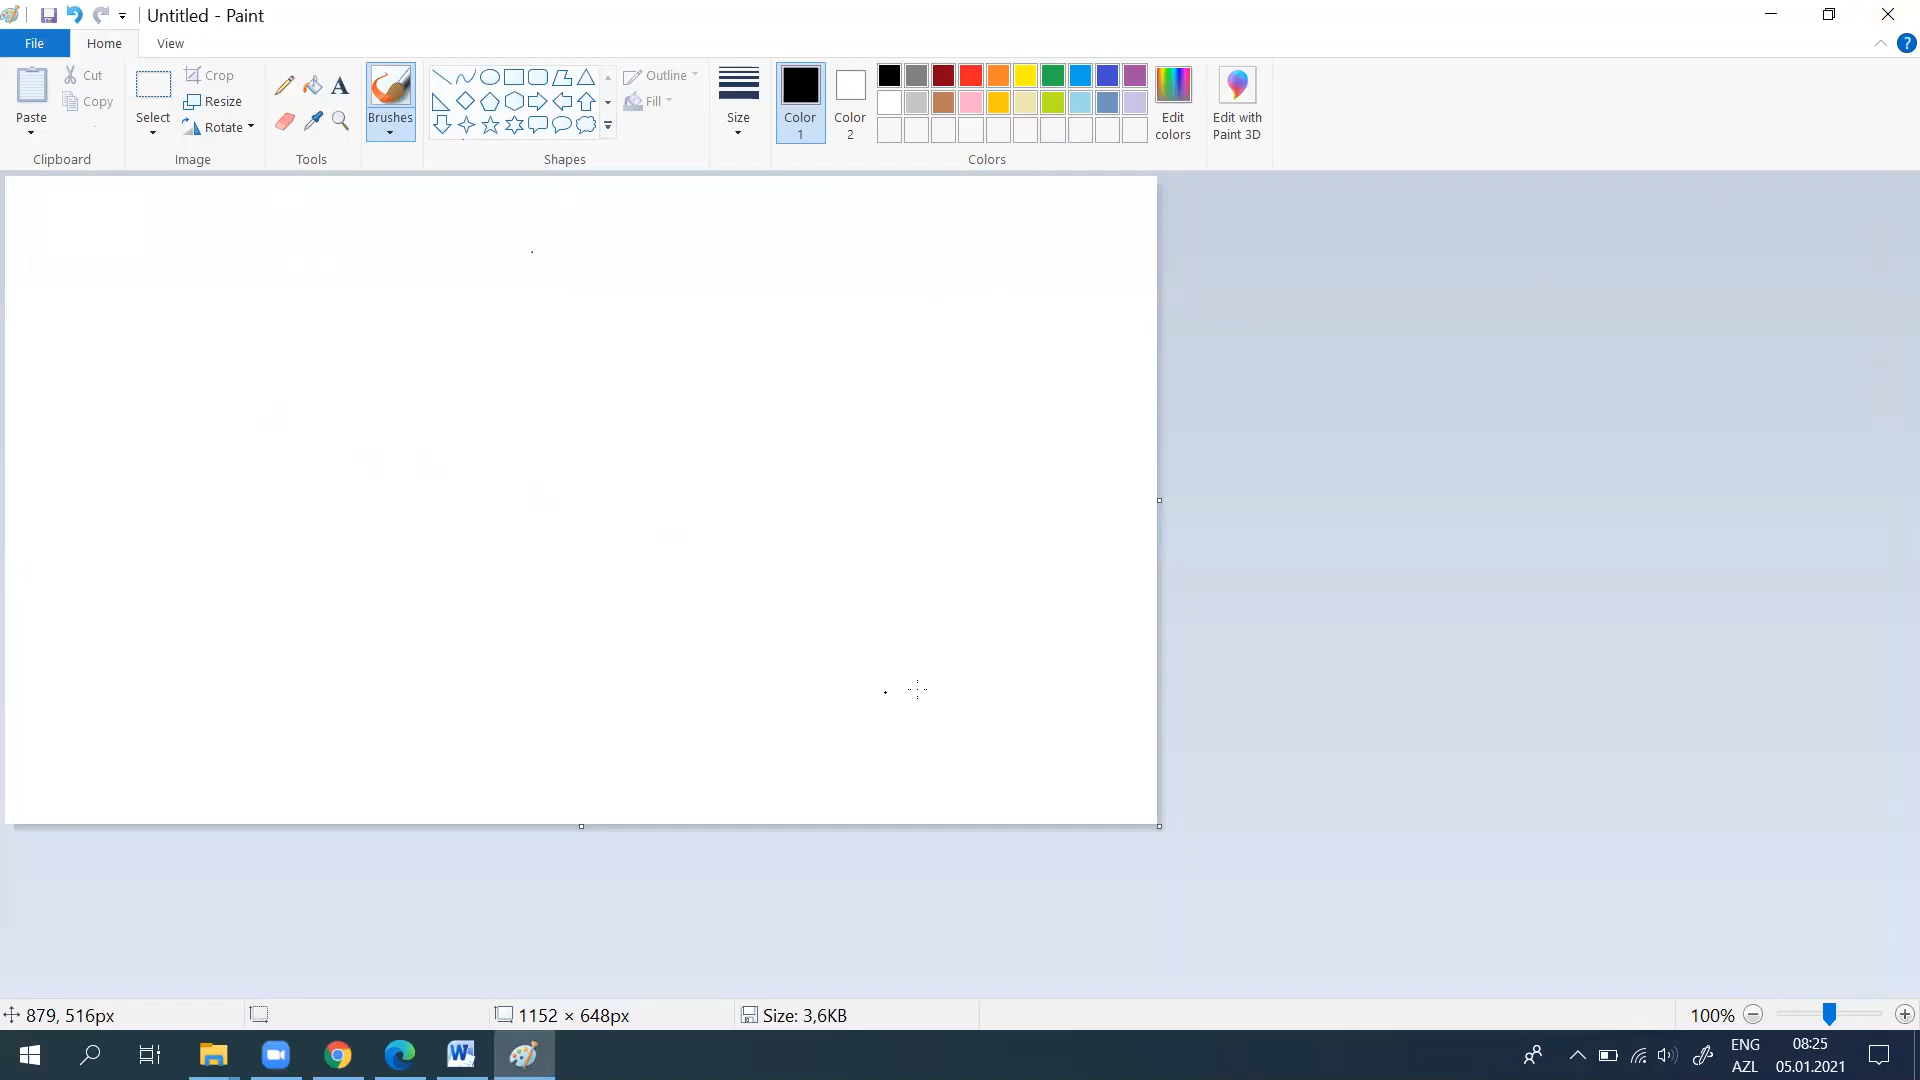 Untitled - Paint
File
Home
View
Paste
Cut
Copy
Clipboard
Select
Crop
Resize
Rotate
Image
A
Tools
Brushes
Shapes
Outline
Fill
Size
Color
1
Color
2
Colors
Edit
colors
Edit with
Paint 3D
?
879, 516px
1152 × 648px
Size: 3,6KB
100%
W
ENG
AZL
08:25
05.01.2021